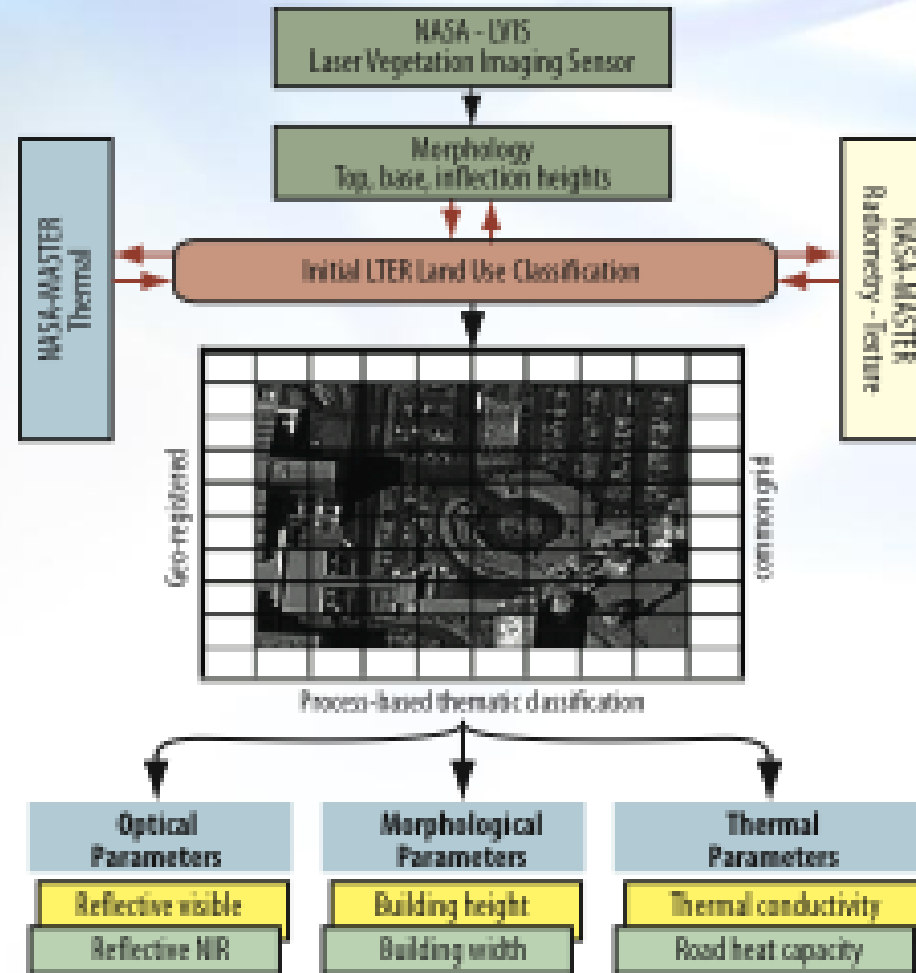 NASA - LVIS
Laser Vegetation Imaging Sensor
Morphology
Top, base, inflection heights
NASA-MASTER
Thermal
Initial LTER Land Use Classification
NASA-MASTER
Radiometry - Texture
Geo-registered
common grid
Process-based thematic classification
Optical
Parameters
Reflective visible
Reflective NIR
Morphological
Parameters
Building height
Building width
Thermal
Parameters
Thermal conductivity
Road heat capacity